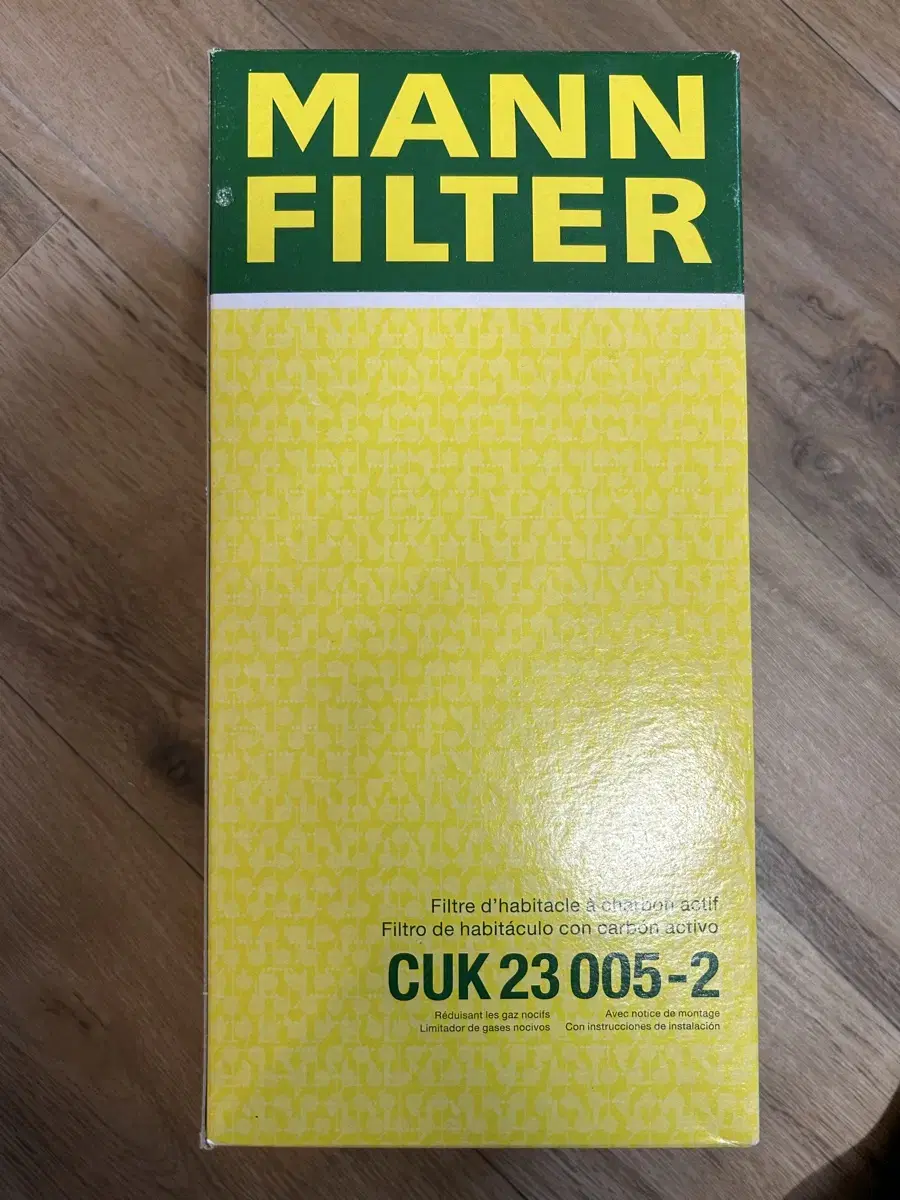 MANN
FILTER
Filtre d'habitacle à charbon actif
Filtro de habitáculo con carbón activo
CUK 23 005-2
Réduisant les gaz nocifs Avec notice de montage
Limitador de gases nocivos Con instrucciones de instalación